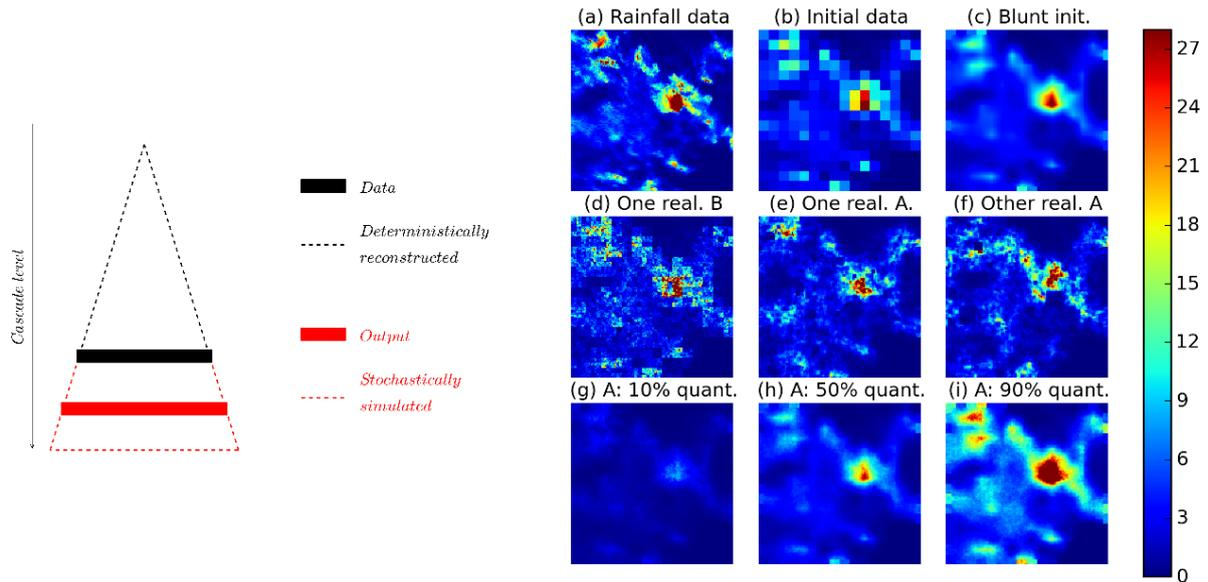 Cascade level
Data
Deterministically
reconstructed
Output
Stochastically
simulated
(a) Rainfall data
(b) Initial data
(c) Blunt init.
(d) One real. B
(e) One real. A.
(f) Other real. A
(g) A: 10% quant.
(h) A: 50% quant.
(i) A: 90% quant.
27
24
21
18
15
12
9
6
3
0